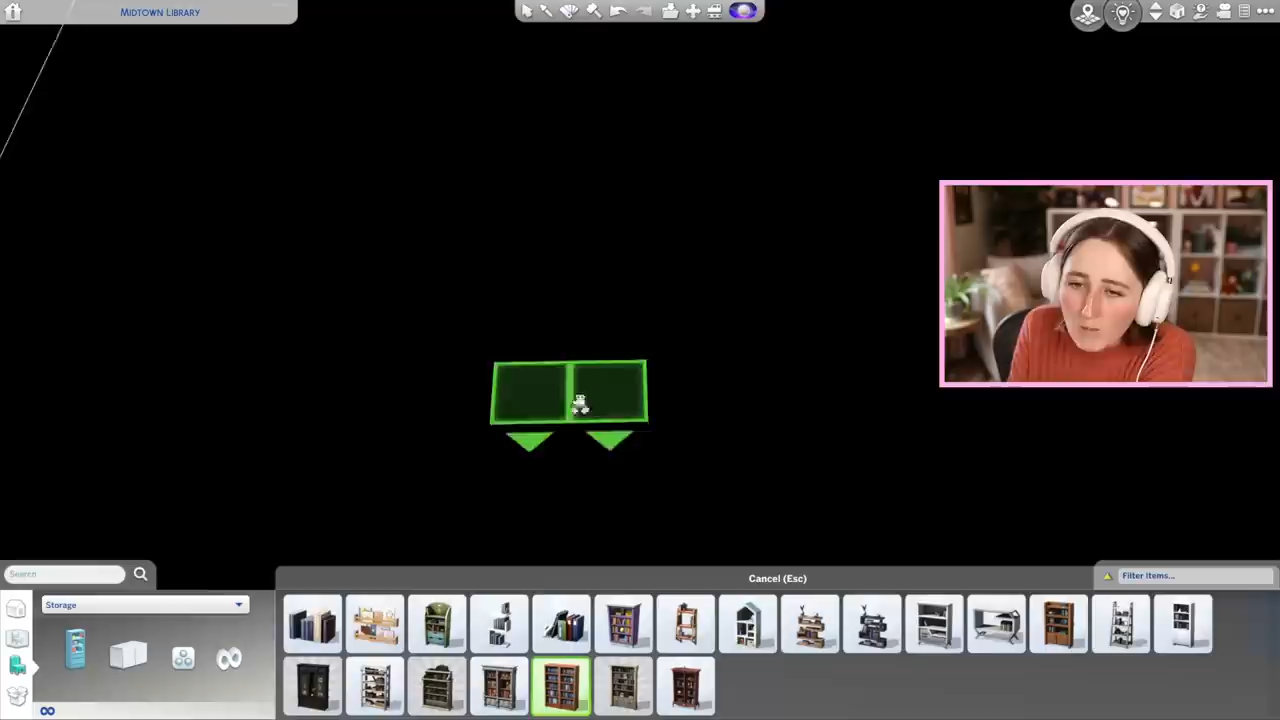 Midtown Library
Search
Cancel (Esc)
Filter Items...
Storage